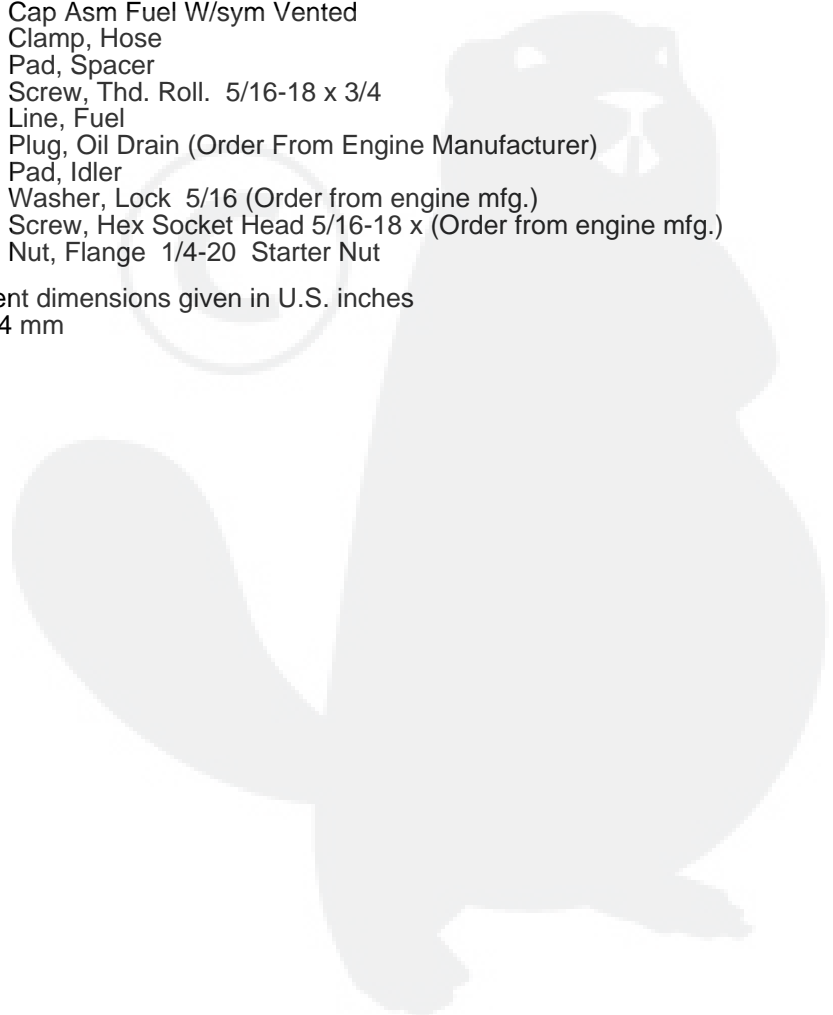 Cap Asm Fuel W/sym Vented
Clamp, Hose
Pad, Spacer
Screw, Thd. Roll. 5/16-18 x 3/4
Line, Fuel
Plug, Oil Drain (Order From Engine Manufacturer)
Pad, Idler
Washer, Lock 5/16 (Order from engine mfg.)
Screw, Hex Socket Head 5/16-18 x (Order from engine mfg.)
Nut, Flange 1/4-20 Starter Nut
ent dimensions given in U.S. inches
4 mm
©